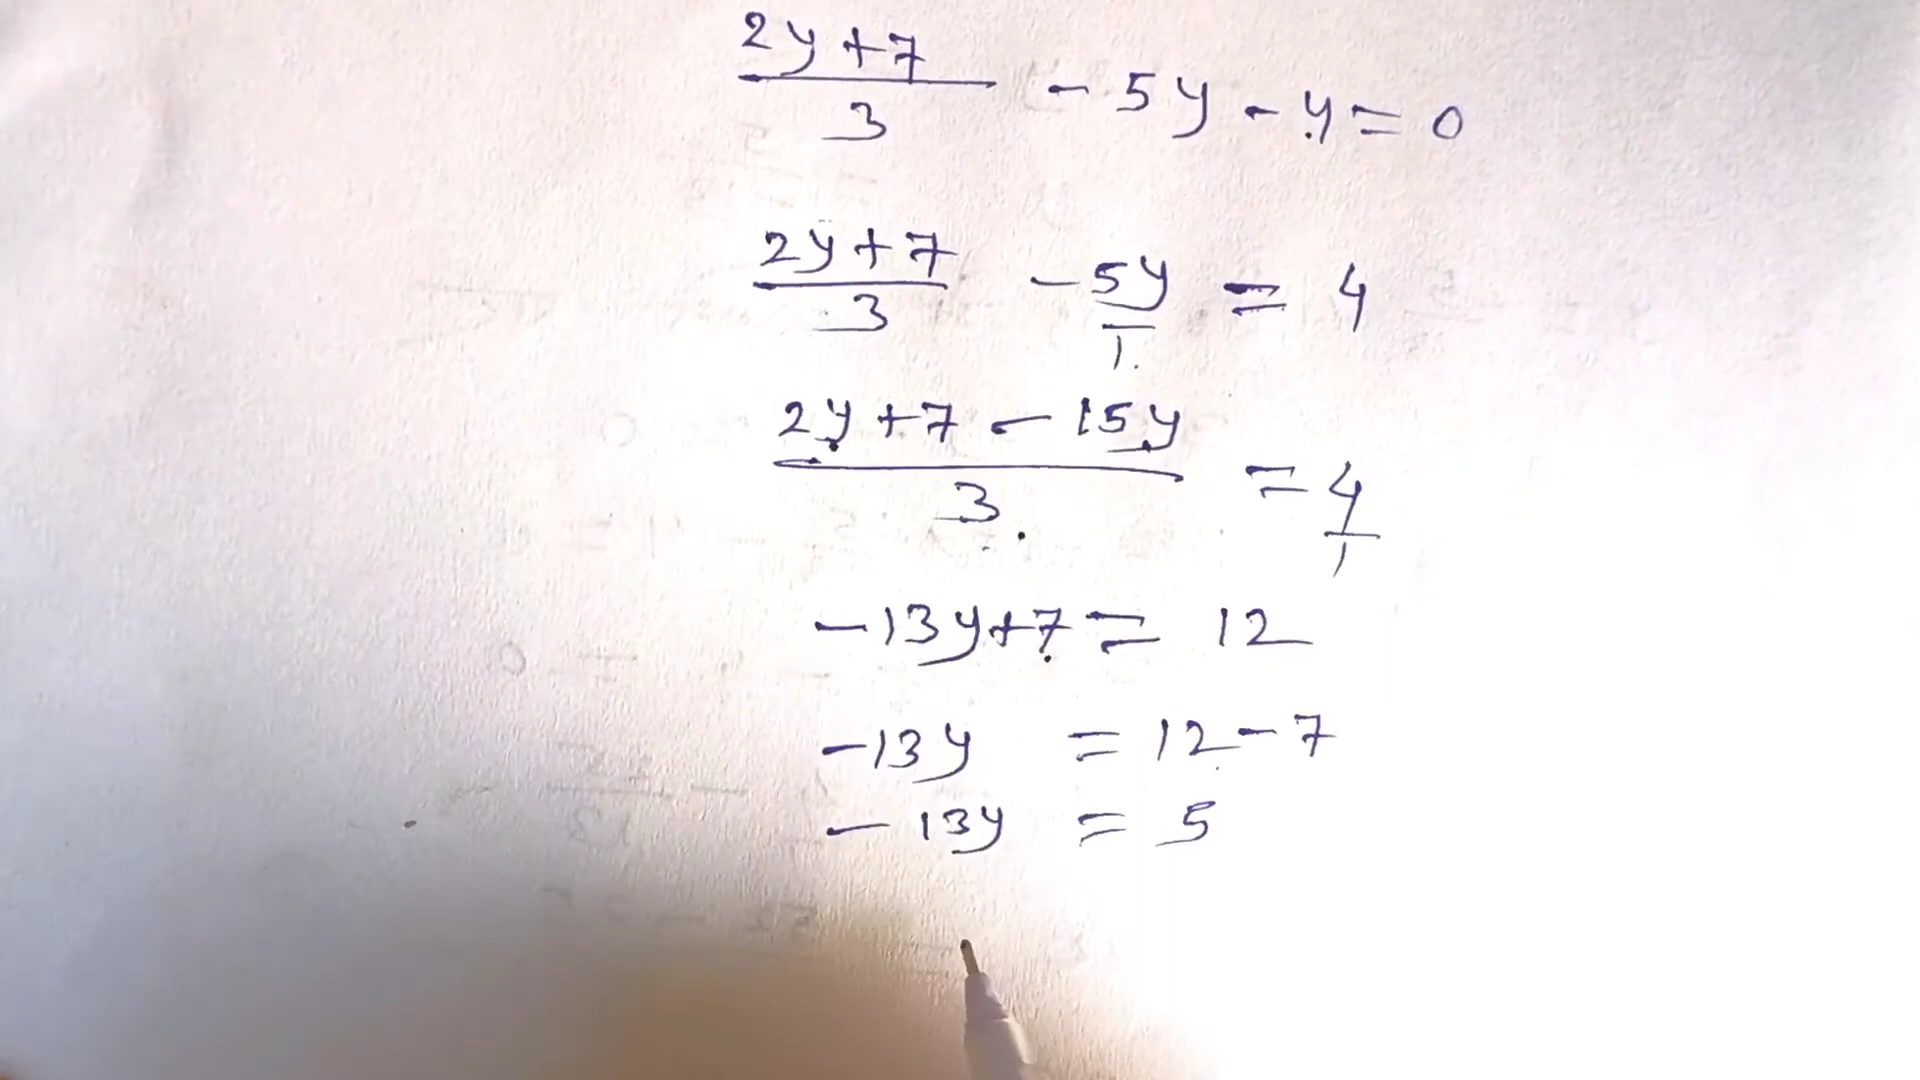 (2y+7)/3 - 5y - 4 = 0
(2y+7)/3 - 5y/1 = 4
(2y+7-15y)/3 = 4/1
-13y+7 = 12
-13y = 12-7
-13y = 5